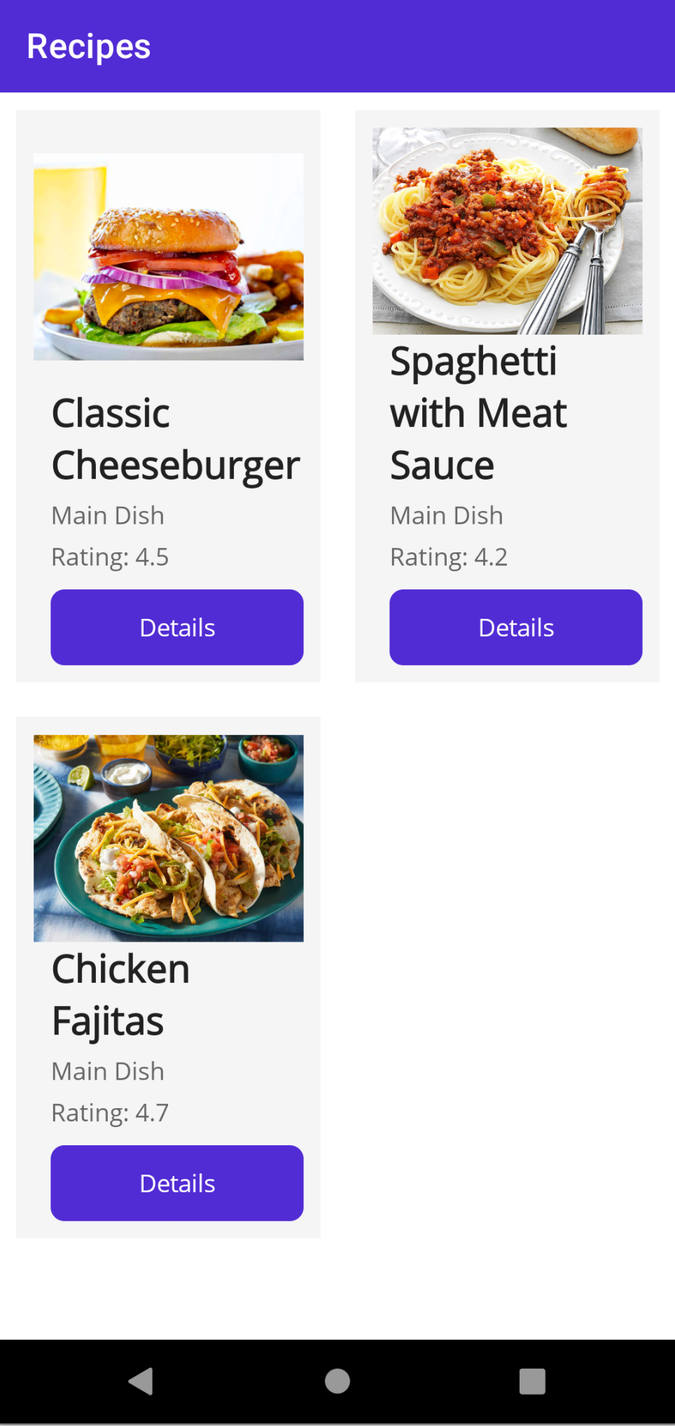 Recipes
Classic
Cheeseburger
Main Dish
Rating: 4.5
Details
Spaghetti
with Meat
Sauce
Main Dish
Rating: 4.2
Details
Chicken
Fajitas
Main Dish
Rating: 4.7
Details